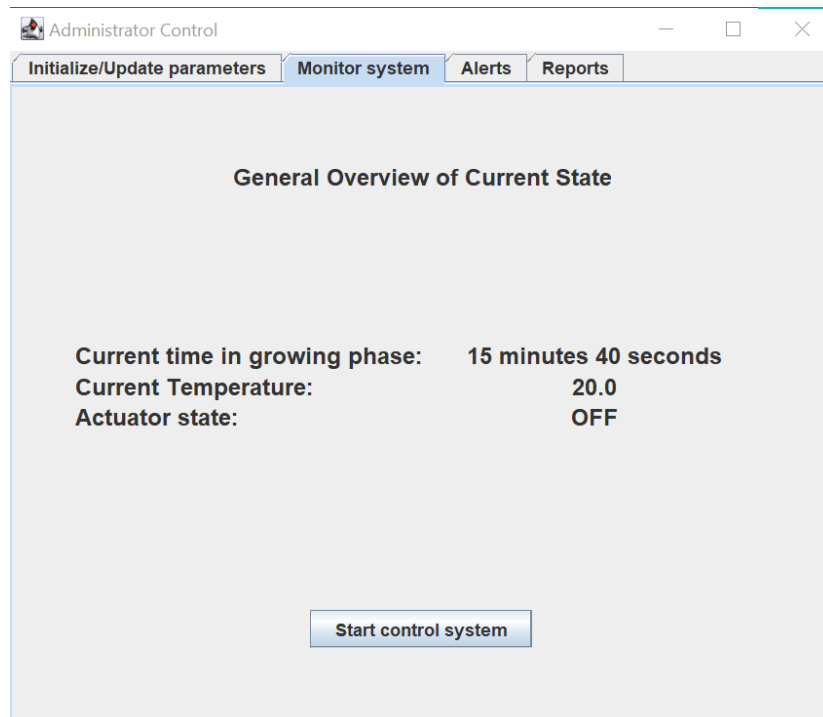 Administrator Control
Initialize/Update parameters Monitor system Alerts Reports
General Overview of Current State
Current time in growing phase: 15 minutes 40 seconds
Current Temperature: 20.0
Actuator state: OFF
Start control system